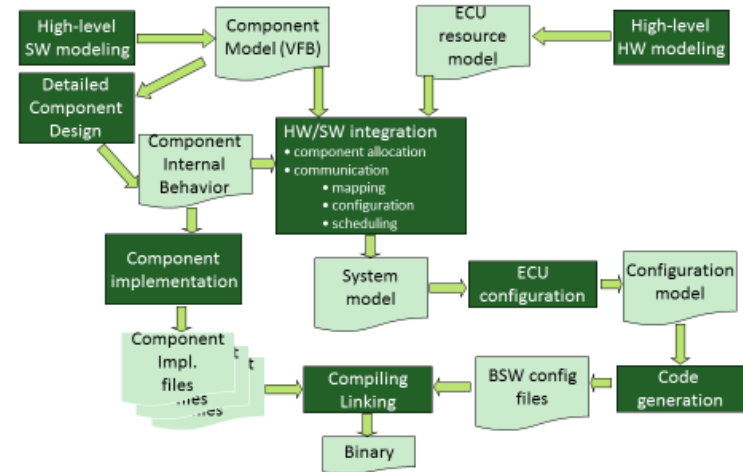 High-level
SW modeling
Component
Model (VFB)
ECU
resource
model
High-level
HW modeling
Detailed
Component
Design
Component
Internal
Behavior
HW/SW integration
• component allocation
• communication
• mapping
• configuration
• scheduling
Component
implementation
System
model
ECU
configuration
Configuration
model
Component
Impl.
files
files
files
Compiling
Linking
BSW config
files
Code
generation
Binary